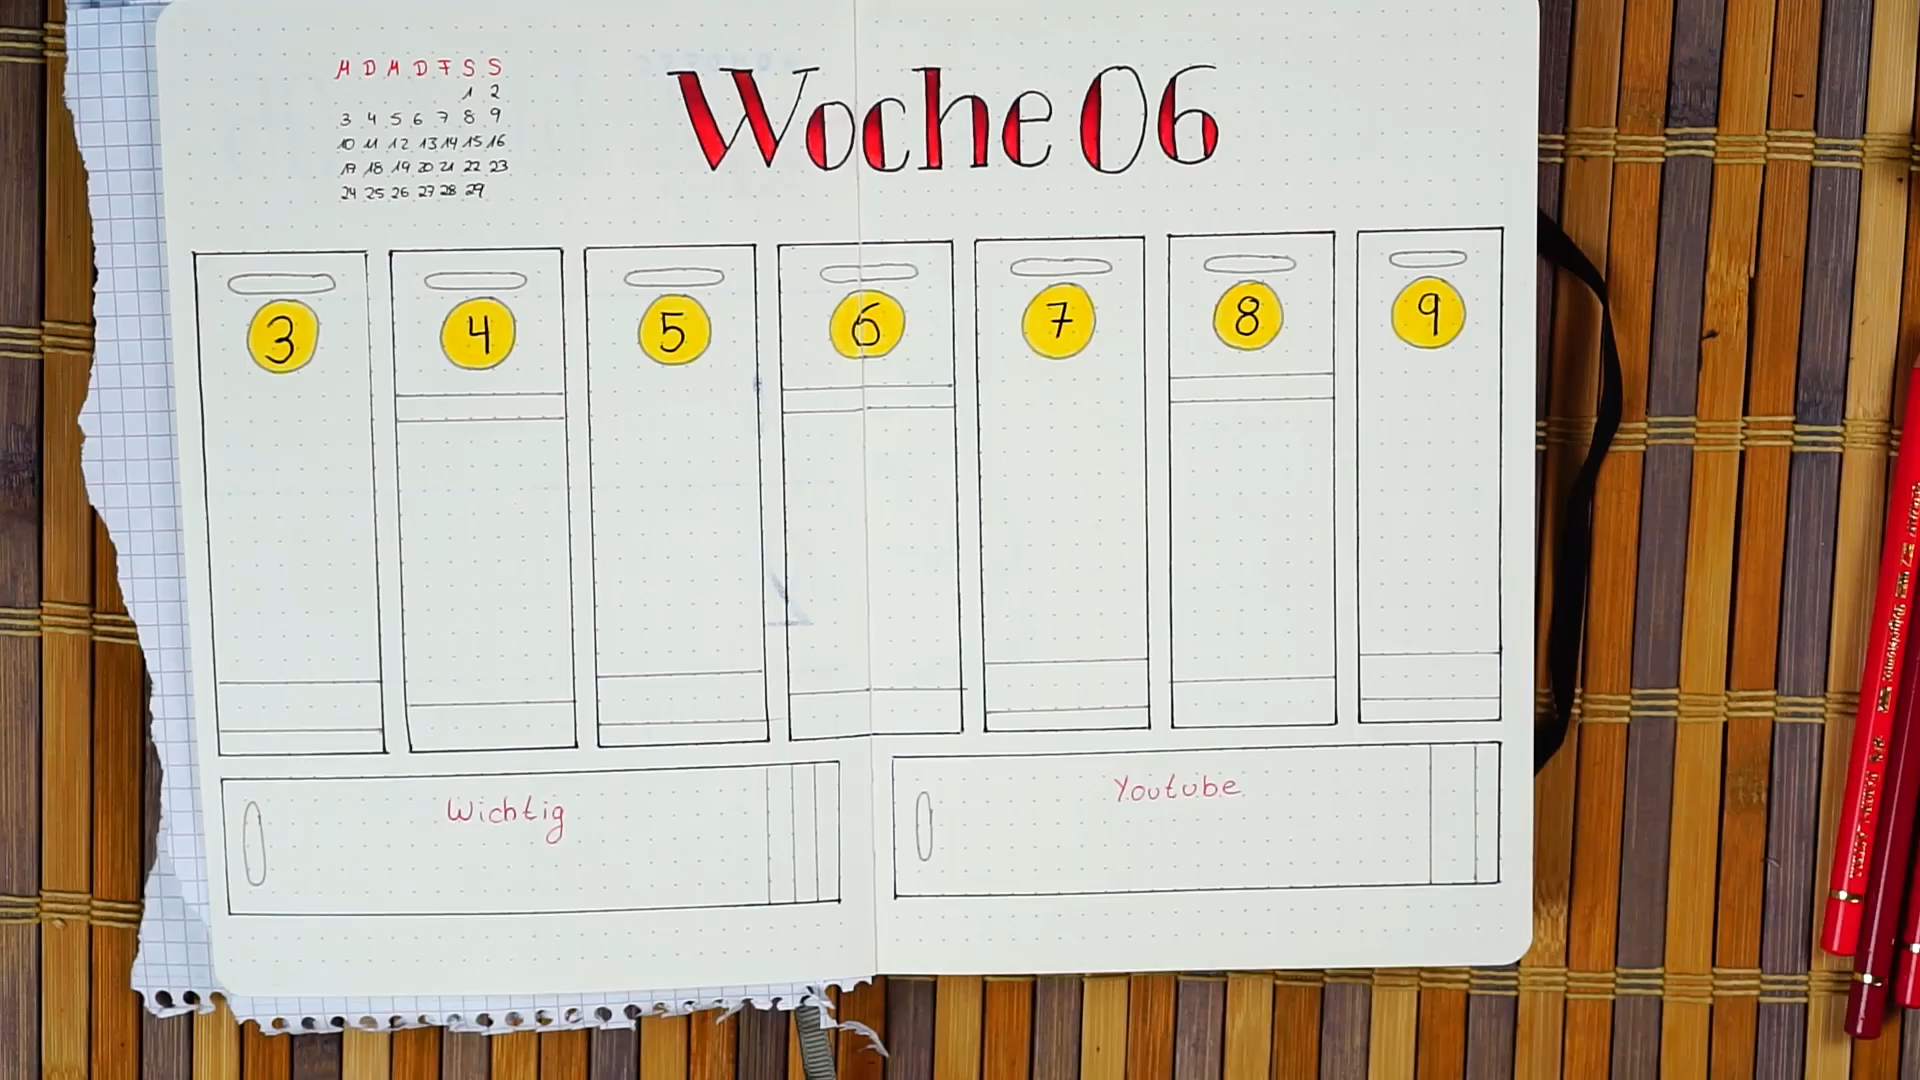 M D M D F S S
1 2
3 4 5 6 7 8 9
10 11 12 13 14 15 16
17 18 19 20 21 22 23
24 25 26 27 28 29
Woche 06
3 4 5 6 7 8 9
Wichtig
Youtube